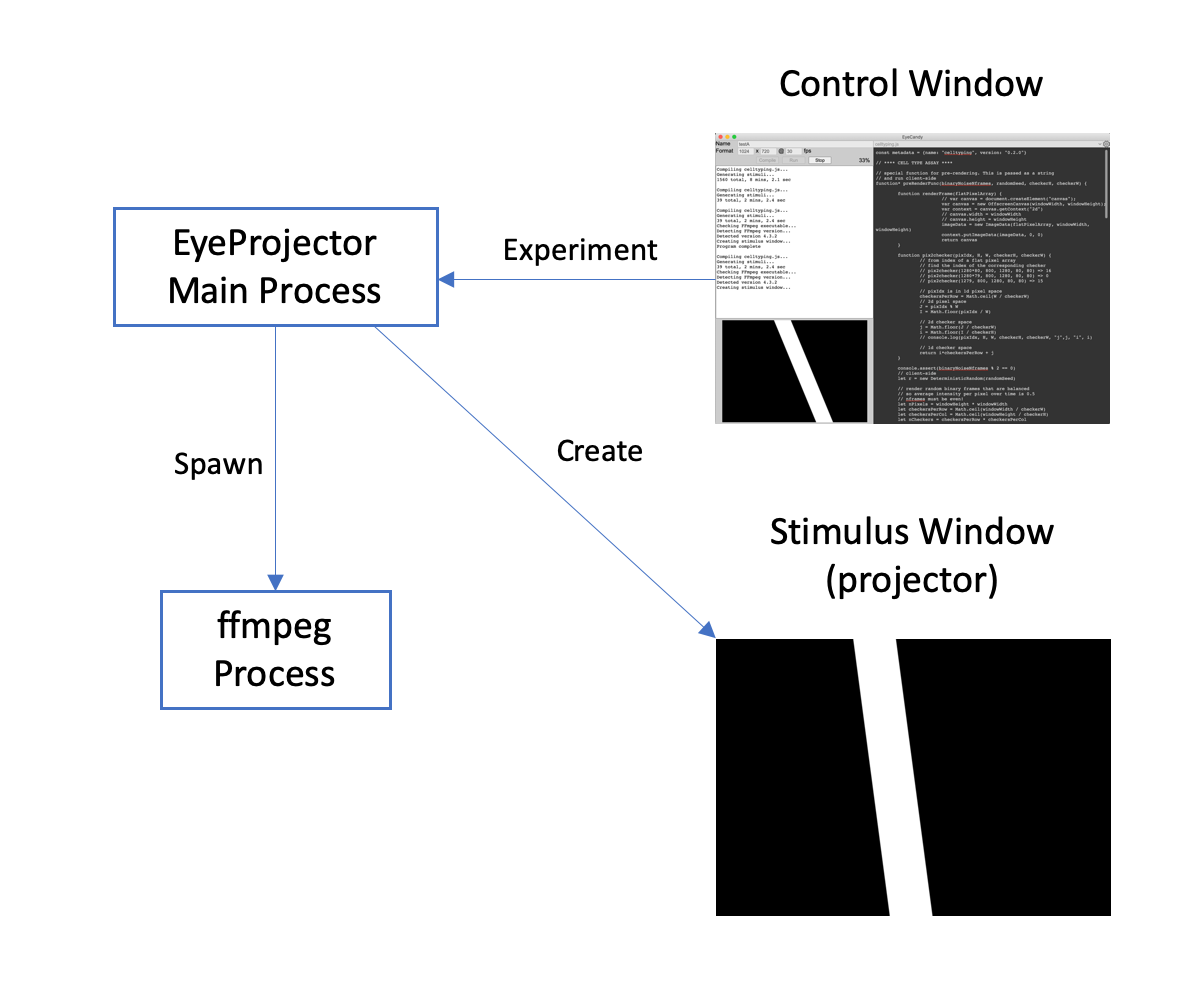 Control Window
EyeCandy
Name testA
Format 1024 x 720 @ 30 fps
Compile Run Stop 33%
Compiling celltyping.js...
Generating stimuli...
1560 total, 8 mins, 2.1 sec
Compiling celltyping.js...
Generating stimuli...
39 total, 2 mins, 2.4 sec
Compiling celltyping.js...
Generating stimuli...
39 total, 2 mins, 2.4 sec
Checking FFmpeg executable...
Detecting FFmpeg version...
Detected version 4.3.2
Creating stimulus window...
Program complete
Compiling celltyping.js...
Generating stimuli...
39 total, 2 mins, 2.4 sec
Checking FFmpeg executable...
Detecting FFmpeg version...
Detected version 4.3.2
Creating stimulus window...
celltyping.js
const metadata = {name: "celltyping", version: "0.2.0"}
// **** CELL TYPE ASSAY ****
// special function for pre-rendering. This is passed as a string
// and run client-side
function* preRenderFunc(binaryNoiseNframes, randomSeed, checkerH, checkerW) {
function renderFrame(flatPixelArray) {
// var canvas = document.createElement("canvas");
var canvas = new OffscreenCanvas(windowWidth, windowHeight);
var context = canvas.getContext("2d")
// canvas.width = windowWidth
// canvas.height = windowHeight
imageData = new ImageData(flatPixelArray, windowWidth,
windowHeight)
context.putImageData(imageData, 0, 0)
return canvas
}
function pix2checker(pixIdx, H, W, checkerH, checkerW) {
// from index of a flat pixel array
// find the index of the corresponding checker
// pix2checker(1280*80, 800, 1280, 80, 80) => 16
// pix2checker(1280*79, 800, 1280, 80, 80) => 0
// pix2checker(1279, 800, 1280, 80, 80) => 15
// pixIdx is in 1d pixel space
checkersPerRow = Math.ceil(W / checkerW)
// 2d pixel space
J = pixIdx % W
I = Math.floor(pixIdx / W)
// 2d checker space
j = Math.floor(J / checkerW)
i = Math.floor(I / checkerH)
// console.log(pixIdx, H, W, checkerH, checkerW, "j",j, "i", i)
// 1d checker space
return i*checkersPerRow + j
}
console.assert(binaryNoiseNframes % 2 == 0)
// client-side
let r = new DeterministicRandom(randomSeed)
// render random binary frames that are balanced
// so average intensity per pixel over time is 0.5
// nframes must be even!
let nPixels = windowHeight * windowWidth
let checkersPerRow = Math.ceil(windowWidth / checkerW)
let checkersPerCol = Math.ceil(windowHeight / checkerH)
let nCheckers = checkersPerRow * checkersPerCol
EyeProjector
Main Process
Experiment
Spawn
Create
ffmpeg
Process
Stimulus Window
(projector)